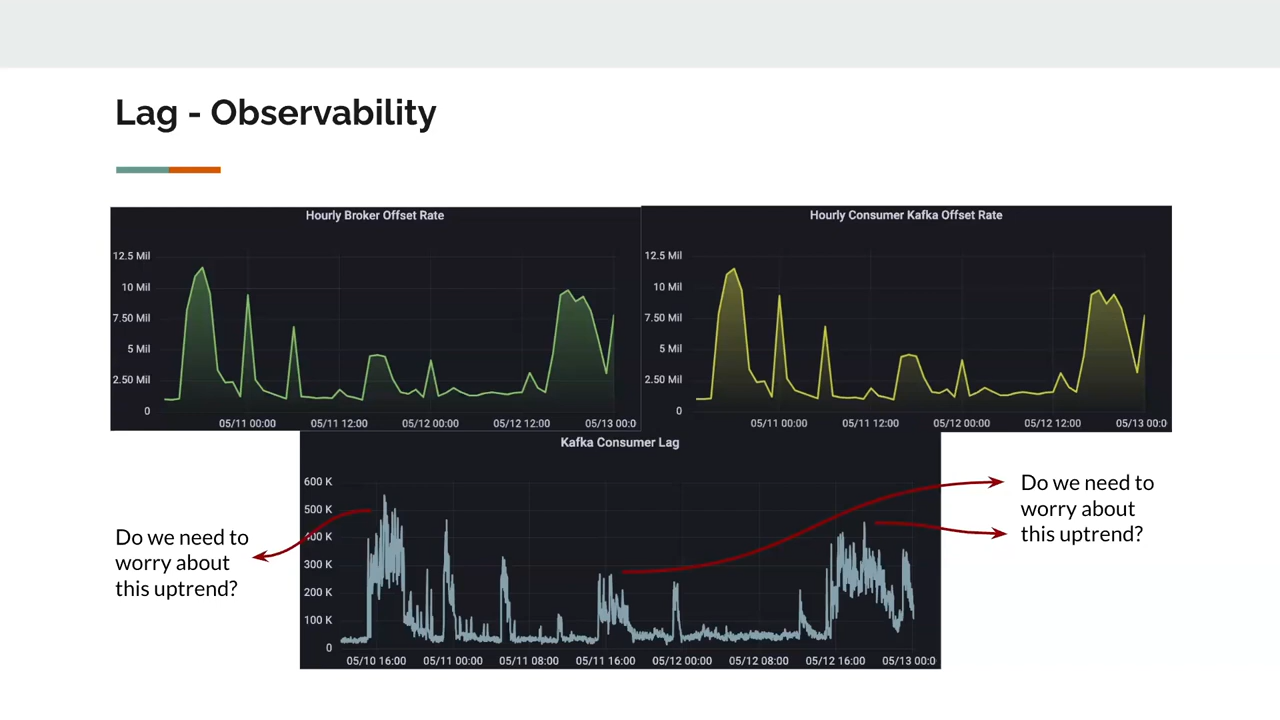 Lag - Observability
Hourly Broker Offset Rate
12.5 Mil
10 Mil
7.50 Mil
5 Mil
2.50 Mil
0
05/11 00:00
05/11 12:00
05/12 00:00
05/12 12:00
05/13 00:0
Hourly Consumer Kafka Offset Rate
12.5 Mil
10 Mil
7.50 Mil
5 Mil
2.50 Mil
0
05/11 00:00
05/11 12:00
05/12 00:00
05/12 12:00
05/13 00:0
Kafka Consumer Lag
600 K
500 K
400 K
300 K
200 K
100 K
0
05/10 16:00
05/11 00:00
05/11 08:00
05/11 16:00
05/12 00:00
05/12 08:00
05/12 16:00
05/13 00:0
Do we need to
worry about
this uptrend?
Do we need to
worry about
this uptrend?